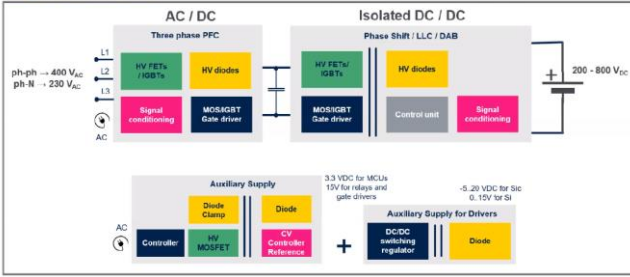 AC / DC
Isolated DC / DC
Three phase PFC
Phase Shift / LLC / DAB
L1
L2
L3
ph-ph → 400 VAC
ph-N → 230 VAC
AC
HV FETs
/ IGBTs
HV diodes
Signal
conditioning
MOS/IGBT
Gate driver
HV FETs/
IGBTs
HV diodes
MOS/IGBT
Gate driver
Control unit
Signal
conditioning
+
200 - 800 VDC
Auxiliary Supply
AC
Diode
Clamp
Diode
Controller
HV
MOSFET
CV
Controller
Reference
3.3 VDC for MCUs
15V for relays and
gate drivers
+
-5..20 VDC for Sic
0..15V for Si
Auxiliary Supply for Drivers
DC/DC
switching
regulator
Diode